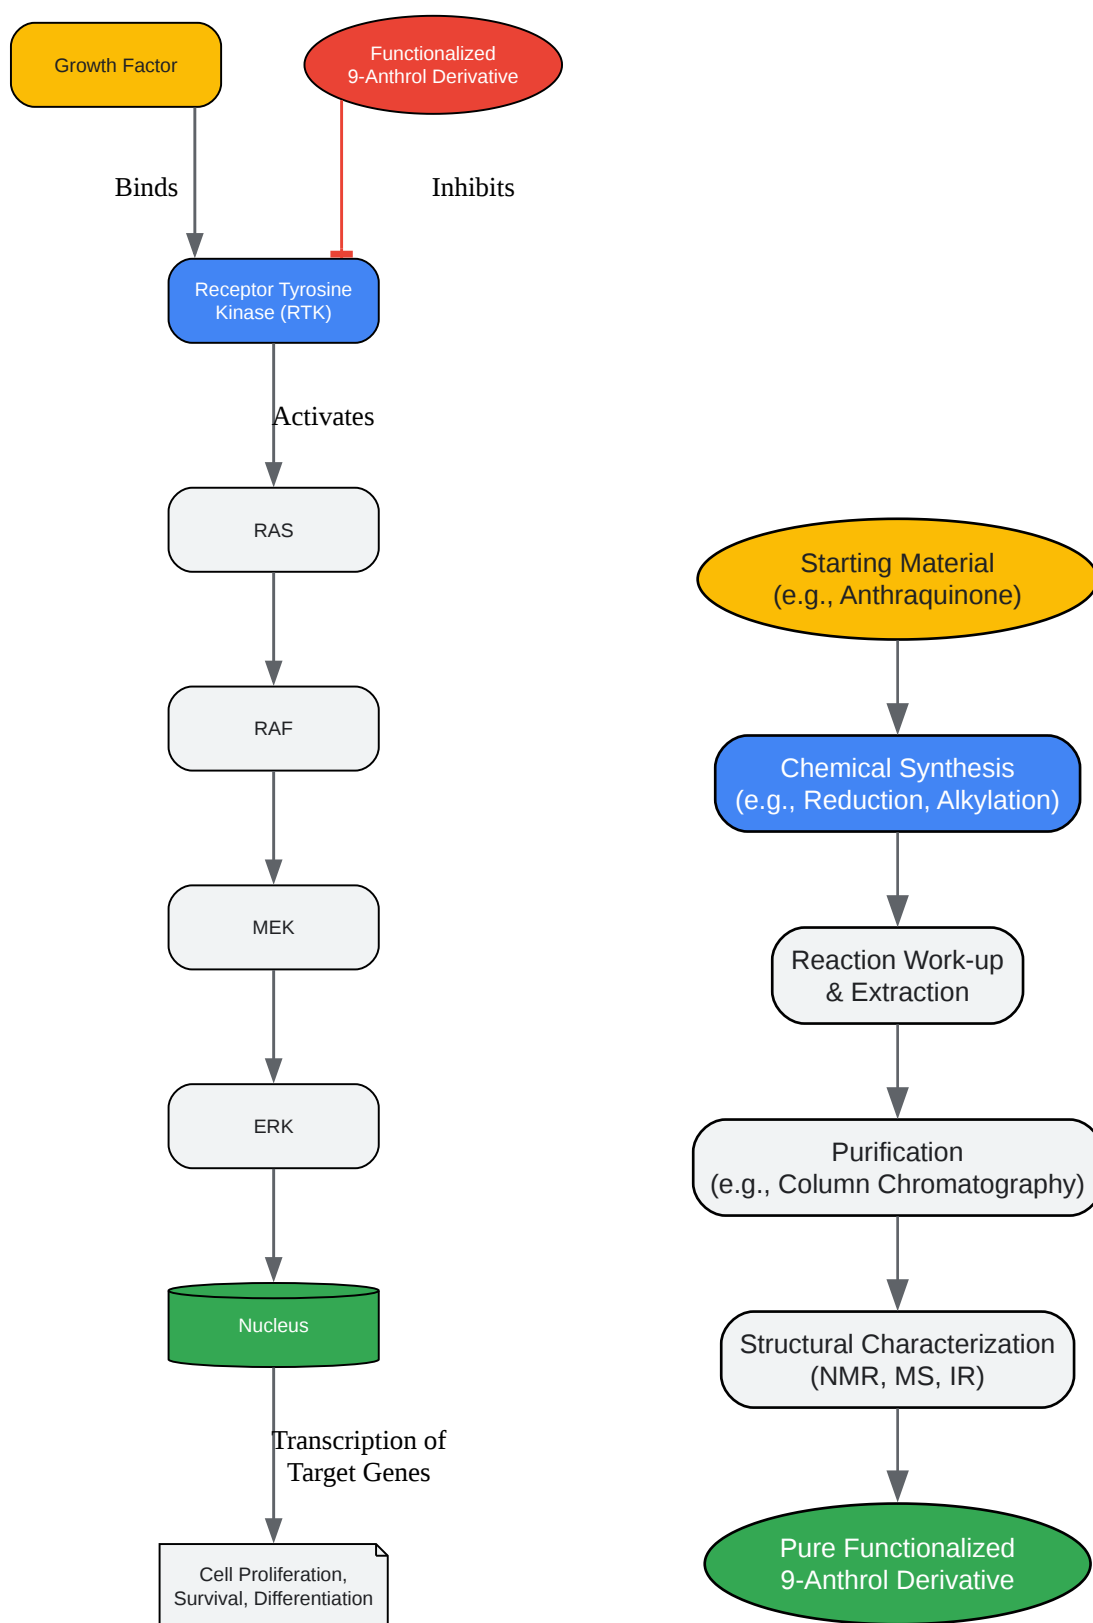 Growth Factor
Functionalized
9-Anthrol Derivative
Binds
Inhibits
Receptor Tyrosine
Kinase (RTK)
Activates
RAS
RAF
MEK
ERK
Nucleus
Transcription of
Target Genes
Cell Proliferation,
Survival, Differentiation
Starting Material
(e.g., Anthraquinone)
Chemical Synthesis
(e.g., Reduction, Alkylation)
Reaction Work-up
& Extraction
Purification
(e.g., Column Chromatography)
Structural Characterization
(NMR, MS, IR)
Pure Functionalized
9-Anthrol Derivative